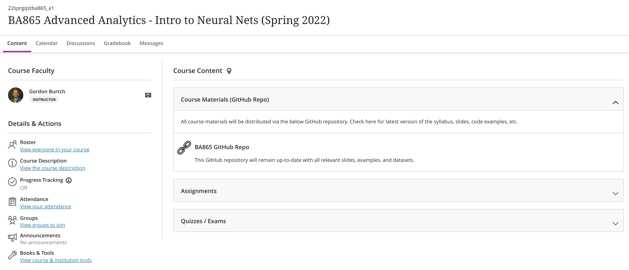 22sprgqstba865_a1
BA865 Advanced Analytics - Intro to Neural Nets (Spring 2022)
Content Calendar Discussions Gradebook Messages
Course Faculty
Gordon Burtch
INSTRUCTOR
Details & Actions
Roster
View everyone in your course
Course Description
View the course description
Progress Tracking
Off
Attendance
View your attendance
Groups
View groups to join
Announcements
No announcements
Books & Tools
View course & institution tools
Course Content
Course Materials (GitHub Repo)
All course materials will be distributed via the below GitHub repository. Check here for latest version of the syllabus, slides, code examples, etc.
BA865 GitHub Repo
This GitHub repository will remain up-to-date with all relevant slides, examples, and datasets.
Assignments
Quizzes / Exams